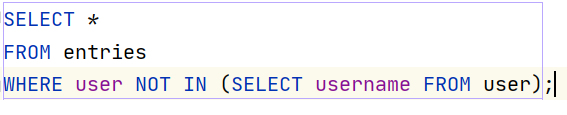 SELECT *
FROM entries
WHERE user NOT IN (SELECT username FROM user);